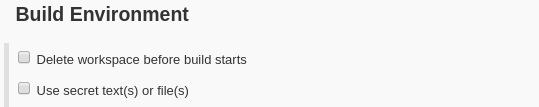 Build Environment
Delete workspace before build starts
Use secret text(s) or file(s)